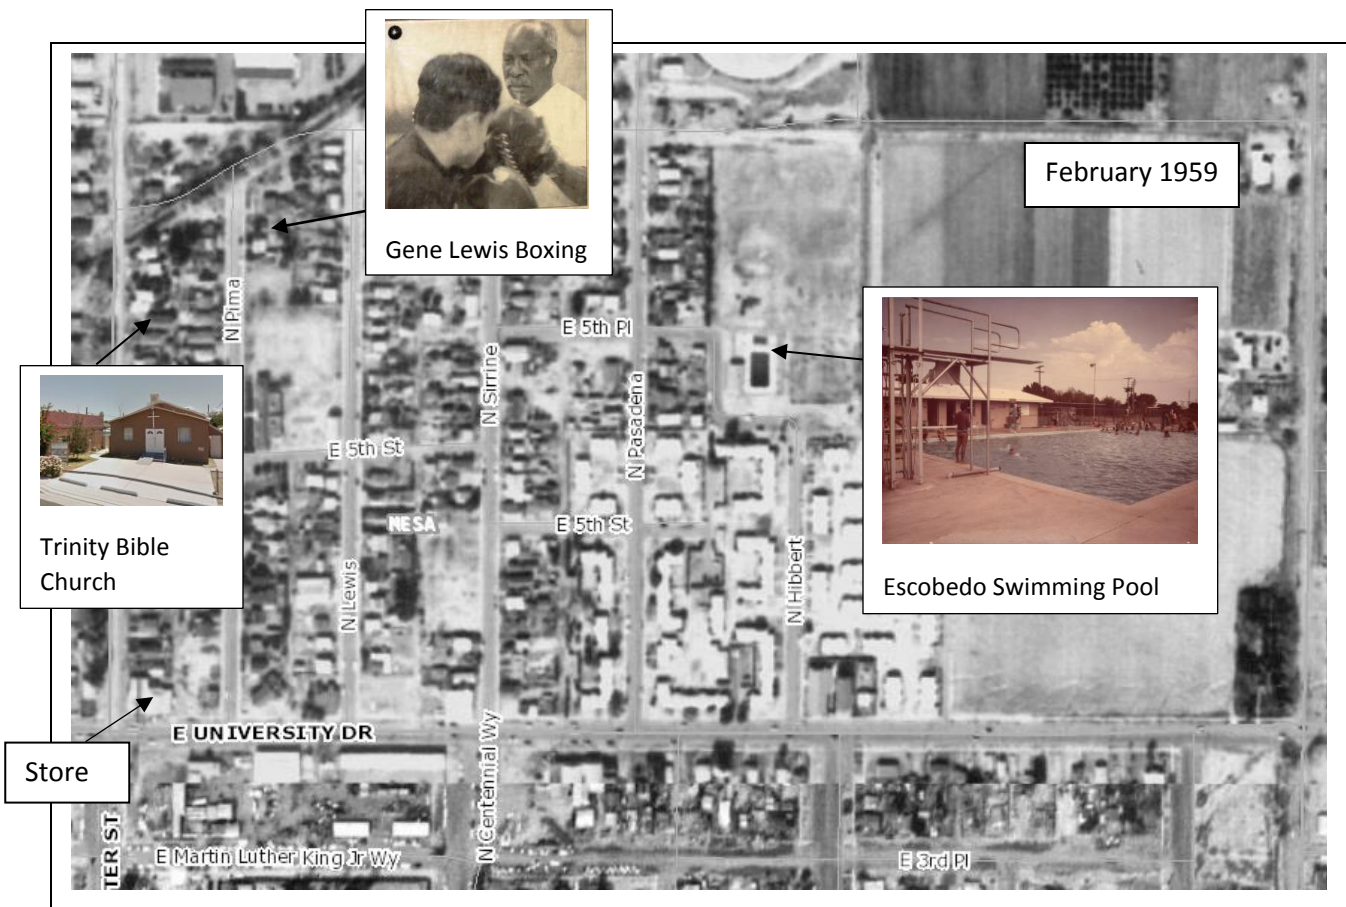 February 1959
Gene Lewis Boxing
N Pima
E 5th Pl
N Sirrine
N Pasadena
E 5th St
MESA
E 5th St
Trinity Bible
Church
Escobedo Swimming Pool
N Lewis
N Hibbert
E UNIVERSITY DR
Store
N Centennial Wy
TER ST
E Martin Luther King Jr Wy
E 3rd Pl